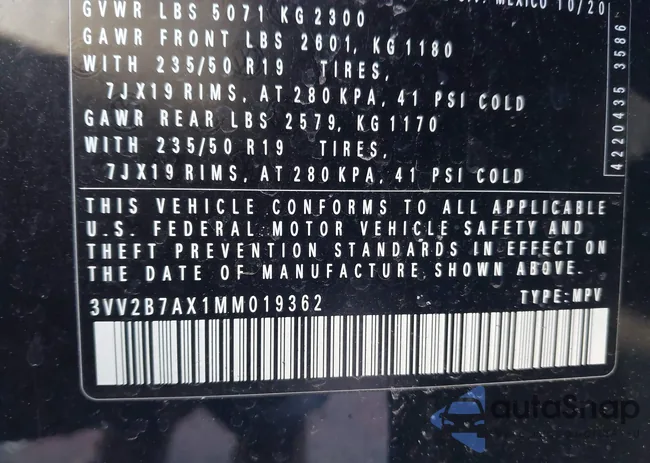 MEXICO 10/20
GVWR LBS 5071 KG 2300
GAWR FRONT LBS 2601, KG 1180
WITH 235/50 R19 TIRES,
7JX19 RIMS, AT 280 KPA, 41 PSI COLD
GAWR REAR LBS 2579, KG 1170
WITH 235/50 R19 TIRES,
7JX19 RIMS, AT 280 KPA, 41 PSI COLD
4220435 3586
THIS VEHICLE CONFORMS TO ALL APPLICABLE
U.S. FEDERAL MOTOR VEHICLE SAFETY AND
THEFT PREVENTION STANDARDS IN EFFECT ON
THE DATE OF MANUFACTURE SHOWN ABOVE.
3VV2B7AX1MM019362 TYPE: MPV
autoSnap